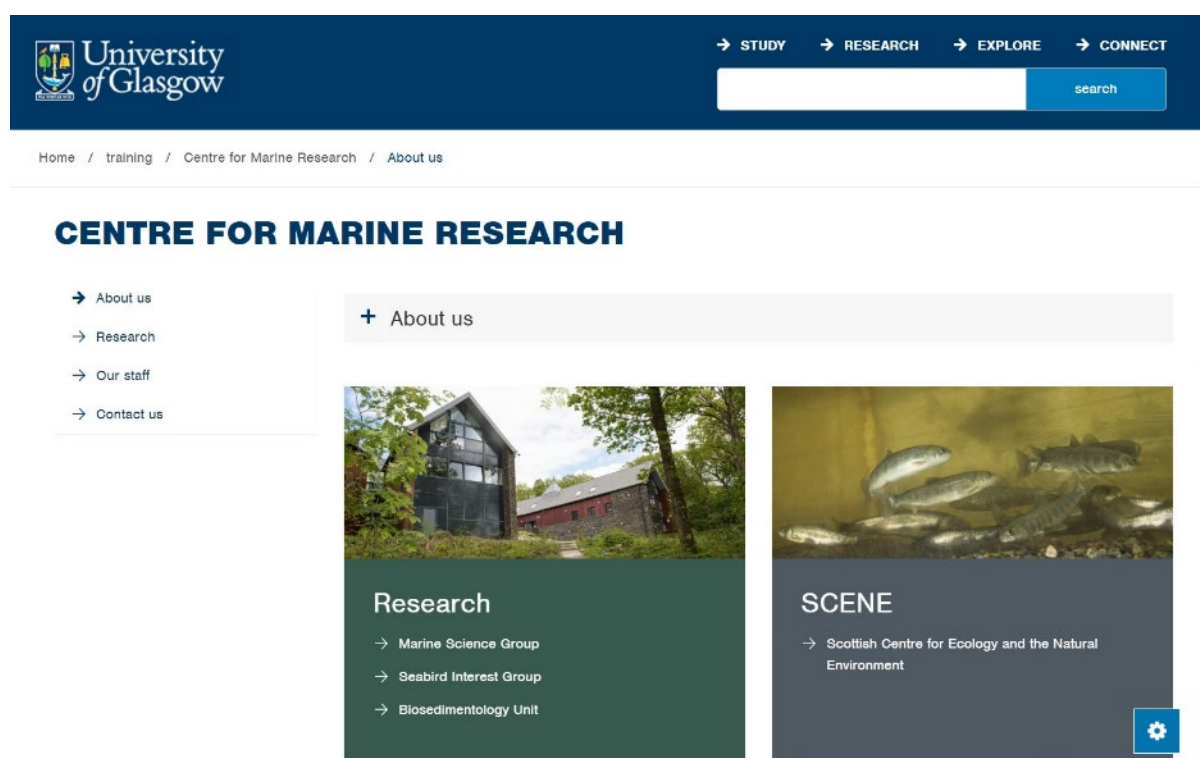 University
of Glasgow
STUDY
RESEARCH
EXPLORE
CONNECT
search
Home / training / Centre for Marine Research / About us
CENTRE FOR MARINE RESEARCH
About us
Research
Our staff
Contact us
+ About us
Research
Marine Science Group
Seabird Interest Group
Biosedimentology Unit
SCENE
Scottish Centre for Ecology and the Natural
Environment